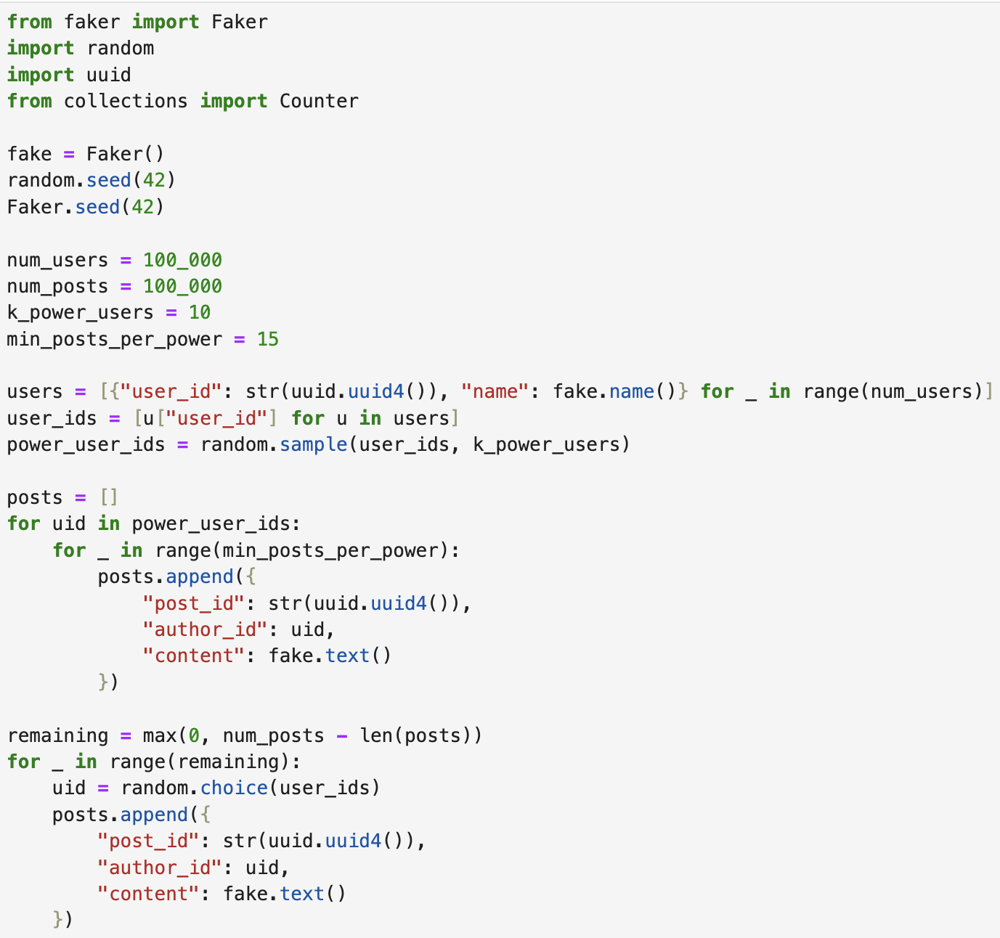 from faker import Faker
import random
import uuid
from collections import Counter

fake = Faker()
random.seed(42)
Faker.seed(42)

num_users = 100_000
num_posts = 100_000
k_power_users = 10
min_posts_per_power = 15

users = [{"user_id": str(uuid.uuid4()), "name": fake.name()} for _ in range(num_users)]
user_ids = [u["user_id"] for u in users]
power_user_ids = random.sample(user_ids, k_power_users)

posts = []
for uid in power_user_ids:
    for _ in range(min_posts_per_power):
        posts.append({
            "post_id": str(uuid.uuid4()),
            "author_id": uid,
            "content": fake.text()
        })

remaining = max(0, num_posts - len(posts))
for _ in range(remaining):
    uid = random.choice(user_ids)
    posts.append({
        "post_id": str(uuid.uuid4()),
        "author_id": uid,
        "content": fake.text()
    })